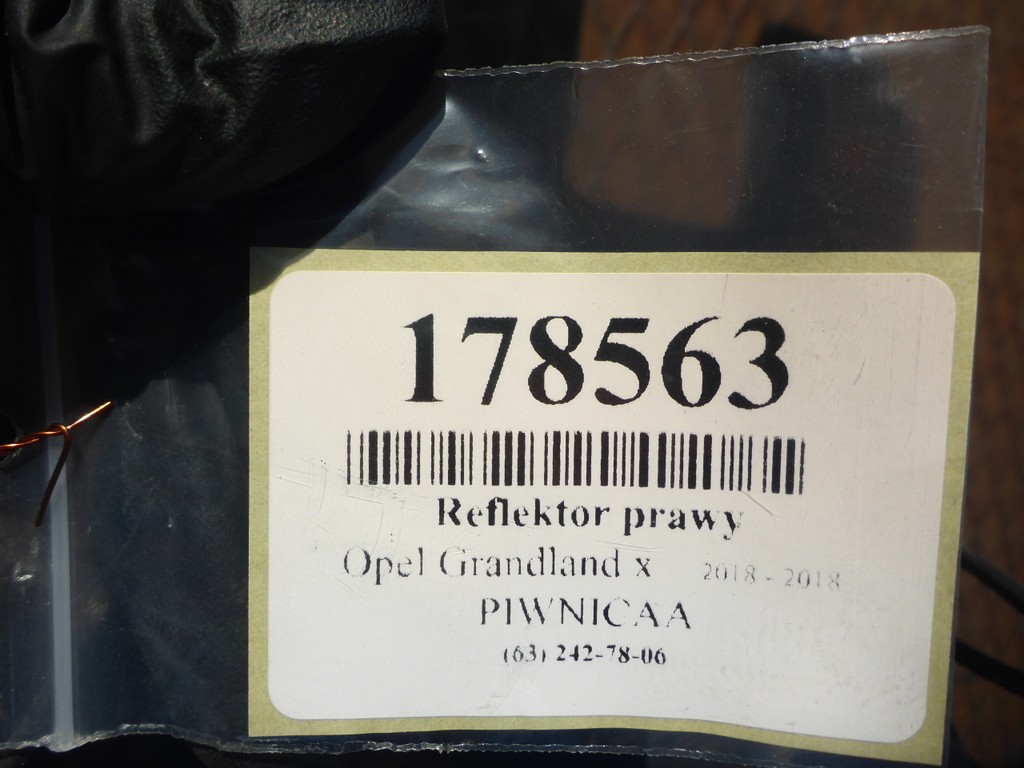 178563
Reflektor prawy
Opel Grandland x 2018 - 2018
PIWNICAA
(63) 242-78-06